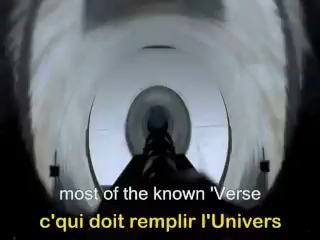 most of the known 'Verse
c'qui doit remplir l'Univers